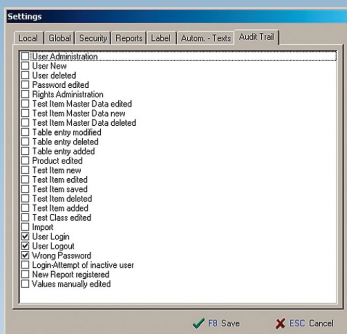 Settings
Local Global Security Reports Label Autom. - Texts Audit Trail
User Administration
User New
User deleted
Password edited
Rights Administration
Test Item Master Data edited
Test Item Master Data new
Test Item Master Data deleted
Table entry modified
Table entry deleted
Table entry added
Product edited
Test Item new
Test Item edited
Test Item saved
Test Item deleted
Test Item added
Test Class edited
Import
User Login
User Logout
Wrong Password
Login-Attempt of inactive user
New Report registered
Values manually edited
F8 Save ESC Cancel